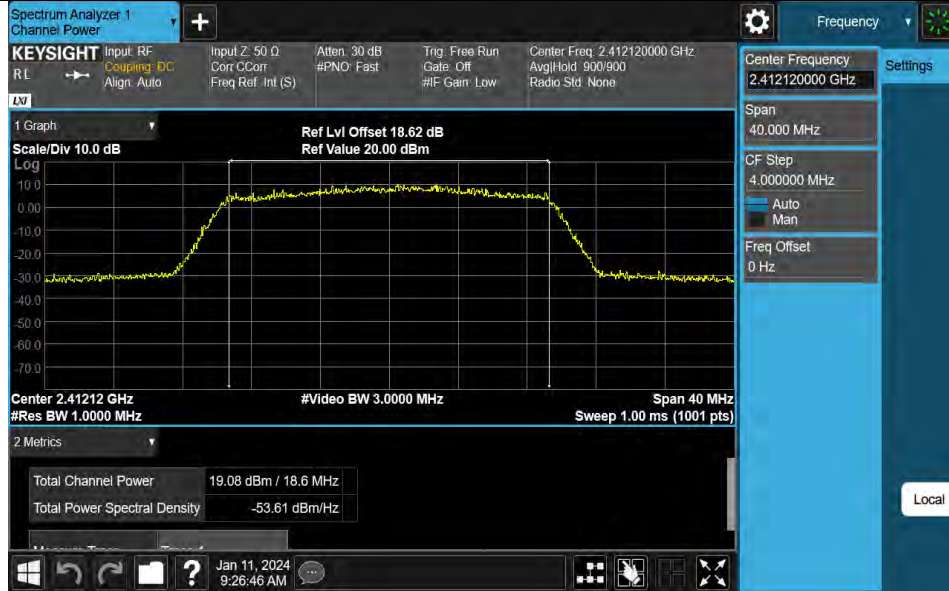 Spectrum Analyzer 1
Channel Power
+
Frequency
KEYSIGHT
RL
LXI
Input: RF
Coupling: DC
Align: Auto
Input Z: 50 Ω
Corr CCorr
Freq Ref: Int (S)
Atten: 30 dB
#PNO: Fast
Trig: Free Run
Gate: Off
#IF Gain: Low
Center Freq: 2.412120000 GHz
Avg|Hold: 900/900
Radio Std: None
Center Frequency
2.412120000 GHz
Settings
Span
40.000 MHz
CF Step
4.000000 MHz
Auto
Man
Freq Offset
0 Hz
Local
1 Graph
Scale/Div 10.0 dB
Ref Lvl Offset 18.62 dB
Ref Value 20.00 dBm
Log
10.0
0.00
-10.0
-20.0
-30.0
-40.0
-50.0
-60.0
-70.0
Center 2.41212 GHz
#Video BW 3.0000 MHz
Span 40 MHz
#Res BW 1.0000 MHz
Sweep 1.00 ms (1001 pts)
2 Metrics
Total Channel Power 19.08 dBm / 18.6 MHz
Total Power Spectral Density -53.61 dBm/Hz
?
Jan 11, 2024
9:26:46 AM